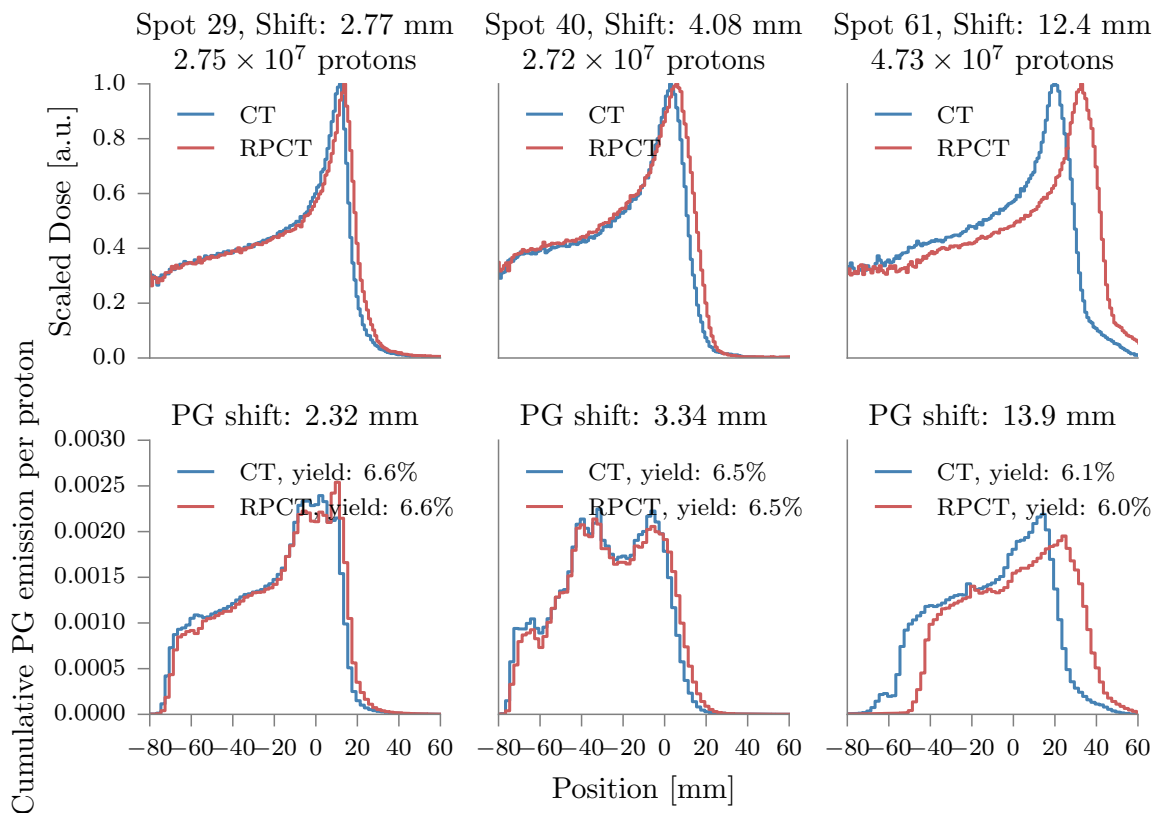 Spot 29, Shift: 2.77 mm
2.75 × 10⁷ protons
Spot 40, Shift: 4.08 mm
2.72 × 10⁷ protons
Spot 61, Shift: 12.4 mm
4.73 × 10⁷ protons
Scaled Dose [a.u.]
1.0
0.8
0.6
0.4
0.2
0.0
CT
RPCT
CT
RPCT
CT
RPCT
Cumulative PG emission per proton
PG shift: 2.32 mm
PG shift: 3.34 mm
PG shift: 13.9 mm
0.0030
0.0025
0.0020
0.0015
0.0010
0.0005
0.0000
CT, yield: 6.6%
RPCT, yield: 6.6%
CT, yield: 6.5%
RPCT, yield: 6.5%
CT, yield: 6.1%
RPCT, yield: 6.0%
−80 −60 −40 −20 0 20 40 60
−80 −60 −40 −20 0 20 40 60
−80 −60 −40 −20 0 20 40 60
Position [mm]